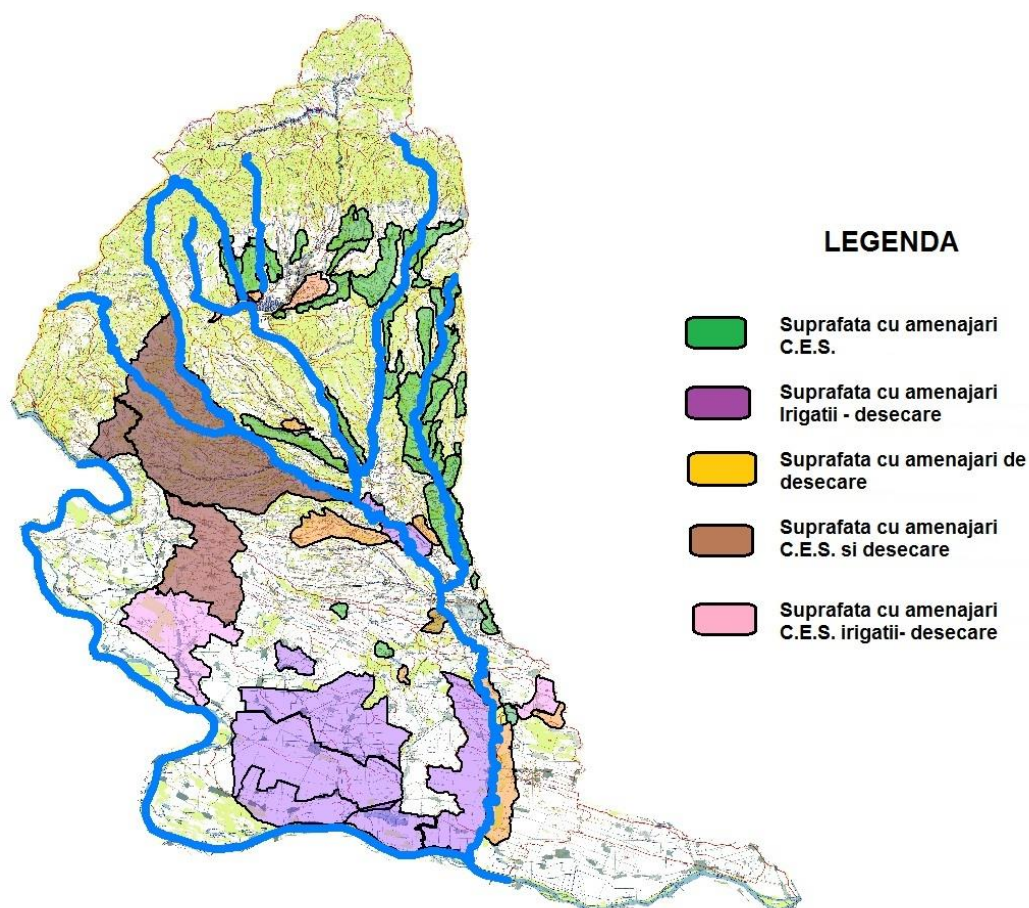 LEGENDA
Suprafata cu amenajari
C.E.S.
Suprafata cu amenajari
Irigatii - desecare
Suprafata cu amenajari de
desecare
Suprafata cu amenajari
C.E.S. si desecare
Suprafata cu amenajari
C.E.S. irigatii- desecare